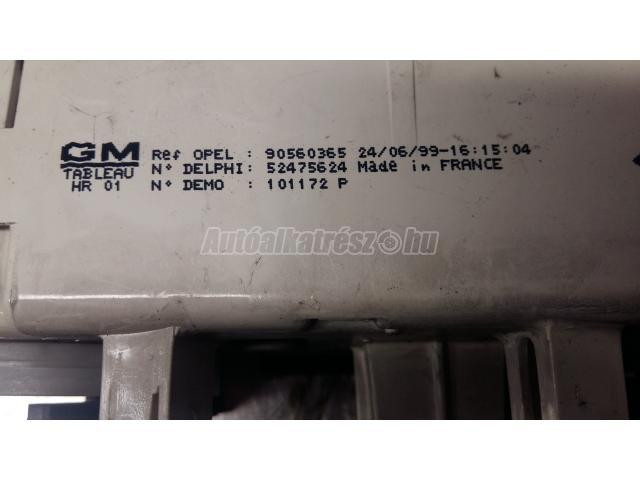 GM
TABLEAU
HR 01
Ref OPEL : 90560365 24/06/99-16:15:04
N° DELPHI: 52475624 Made in FRANCE
N° DEMO : 101172 P
Autóalkatrész.hu